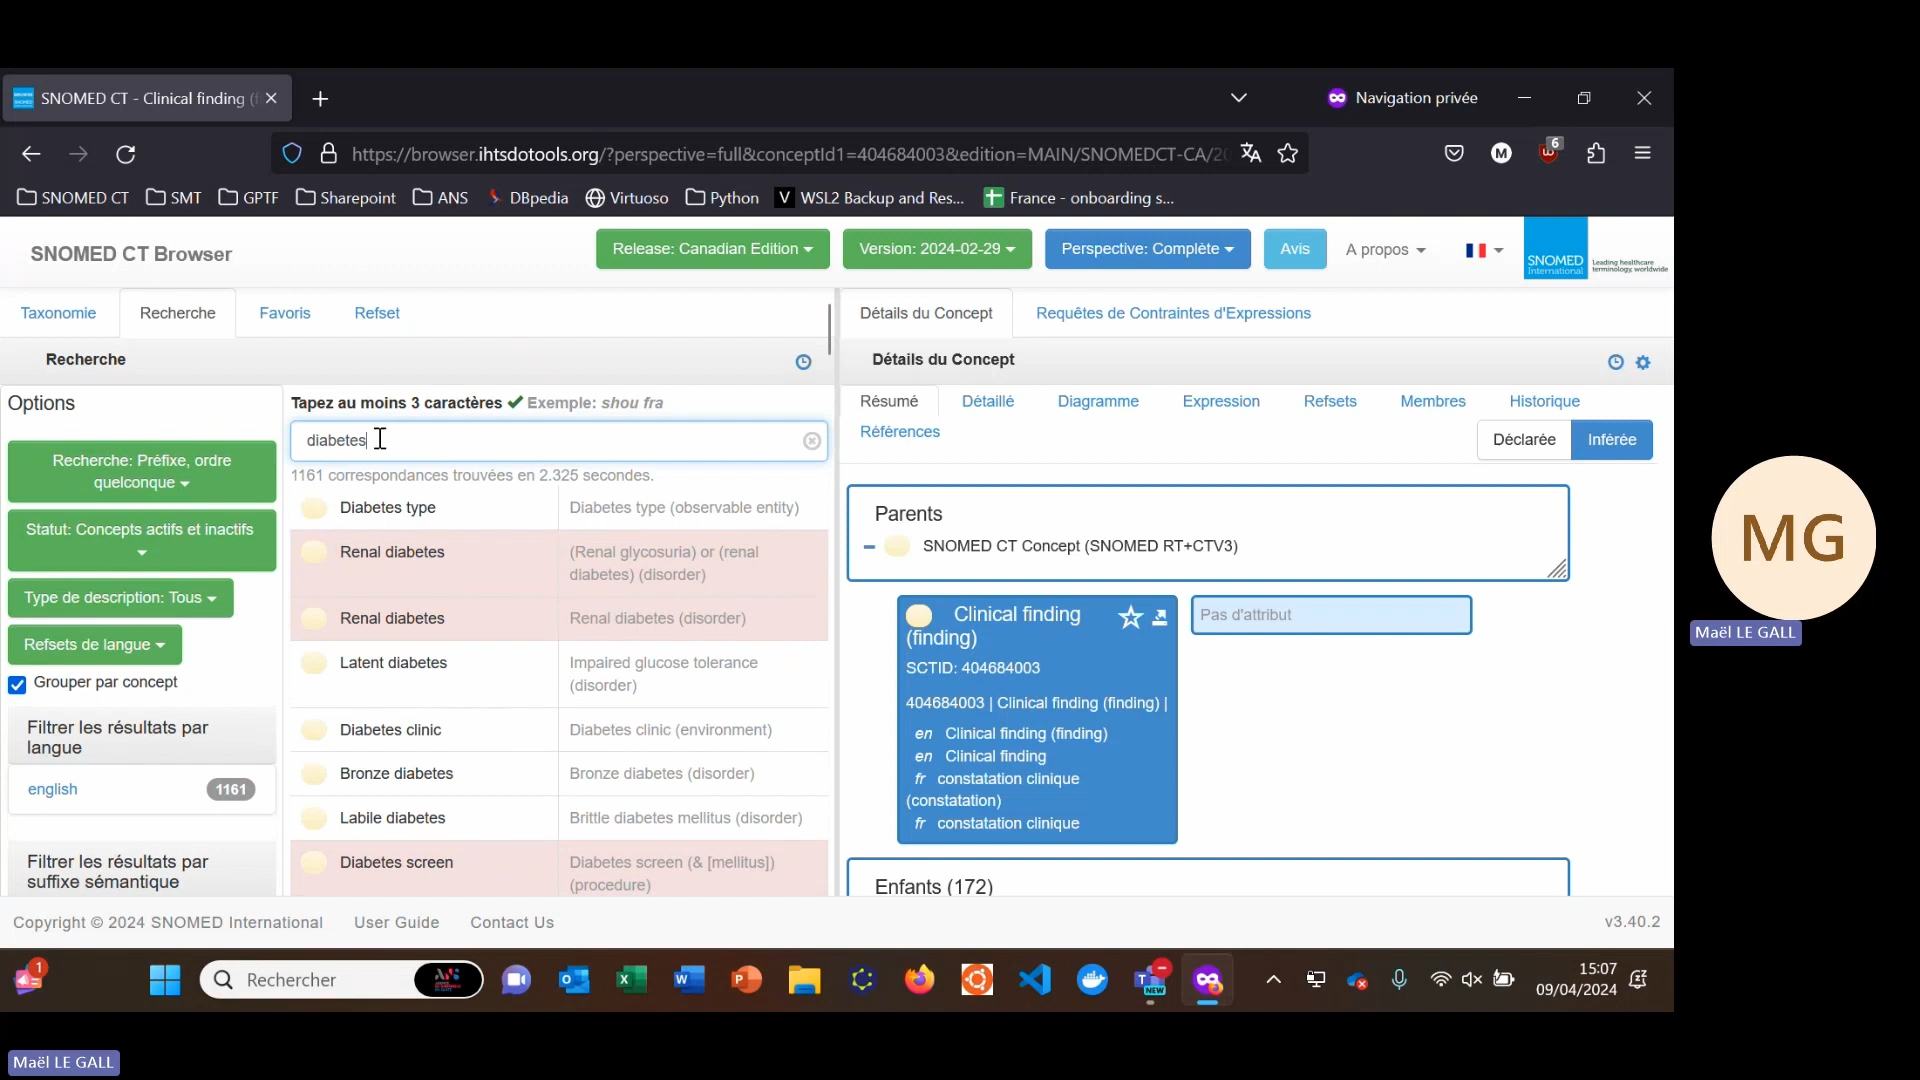 SNOMED CT - Clinical finding (f
Navigation privée
https://browser.ihtsdotools.org/?perspective=full&conceptId1=404684003&edition=MAIN/SNOMEDCT-CA/20
M
6
SNOMED CT
SMT
GPTF
Sharepoint
ANS
DBpedia
Virtuoso
Python
V WSL2 Backup and Res...
France - onboarding s...
SNOMED CT Browser
Release: Canadian Edition
Version: 2024-02-29
Perspective: Complète
Avis
A propos
SNOMED
International
Leading healthcare
terminology, worldwide
Taxonomie
Recherche
Favoris
Refset
Recherche
Options
Recherche: Préfixe, ordre
quelconque
Statut: Concepts actifs et inactifs
Type de description: Tous
Refsets de langue
Grouper par concept
Filtrer les résultats par
langue
english 1161
Filtrer les résultats par
suffixe sémantique
Tapez au moins 3 caractères Exemple: shou fra
diabetes
1161 correspondances trouvées en 2.325 secondes.
Diabetes type
Diabetes type (observable entity)
Renal diabetes
(Renal glycosuria) or (renal
diabetes) (disorder)
Renal diabetes
Renal diabetes (disorder)
Latent diabetes
Impaired glucose tolerance
(disorder)
Diabetes clinic
Diabetes clinic (environment)
Bronze diabetes
Bronze diabetes (disorder)
Labile diabetes
Brittle diabetes mellitus (disorder)
Diabetes screen
Diabetes screen (& [mellitus])
(procedure)
Détails du Concept
Requêtes de Contraintes d'Expressions
Détails du Concept
Résumé
Détaillé
Diagramme
Expression
Refsets
Membres
Historique
Références
Déclarée
Inférée
Parents
SNOMED CT Concept (SNOMED RT+CTV3)
Clinical finding
(finding)
SCTID: 404684003
404684003 | Clinical finding (finding) |
en Clinical finding (finding)
en Clinical finding
fr constatation clinique
(constatation)
fr constatation clinique
Pas d'attribut
Enfants (172)
Copyright © 2024 SNOMED International
User Guide
Contact Us
v3.40.2
1
Rechercher
NEW
15:07
09/04/2024
MG
Maël LE GALL
Maël LE GALL